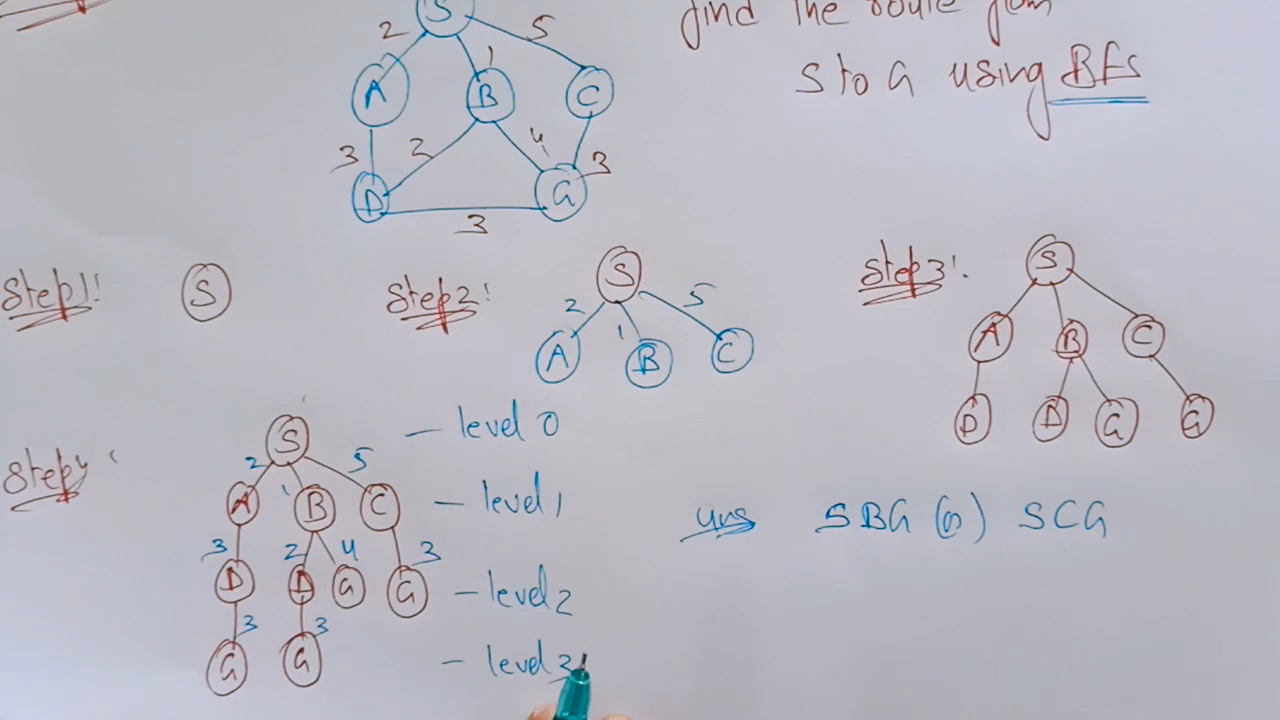 find the route from
S to G using BFS
S
2
1
5
A
B
C
3
2
4
3
D
G
3
Step1:
S
Step2:
S
2
1
5
A
B
C
Step3:
S
A
B
C
D
D
G
G
Step4:
S
- level 0
2
1
5
A
B
C
- level 1
3
2
4
3
D
D
G
G
- level 2
3
3
G
G
- level 3
Ans SBG (or) SCG